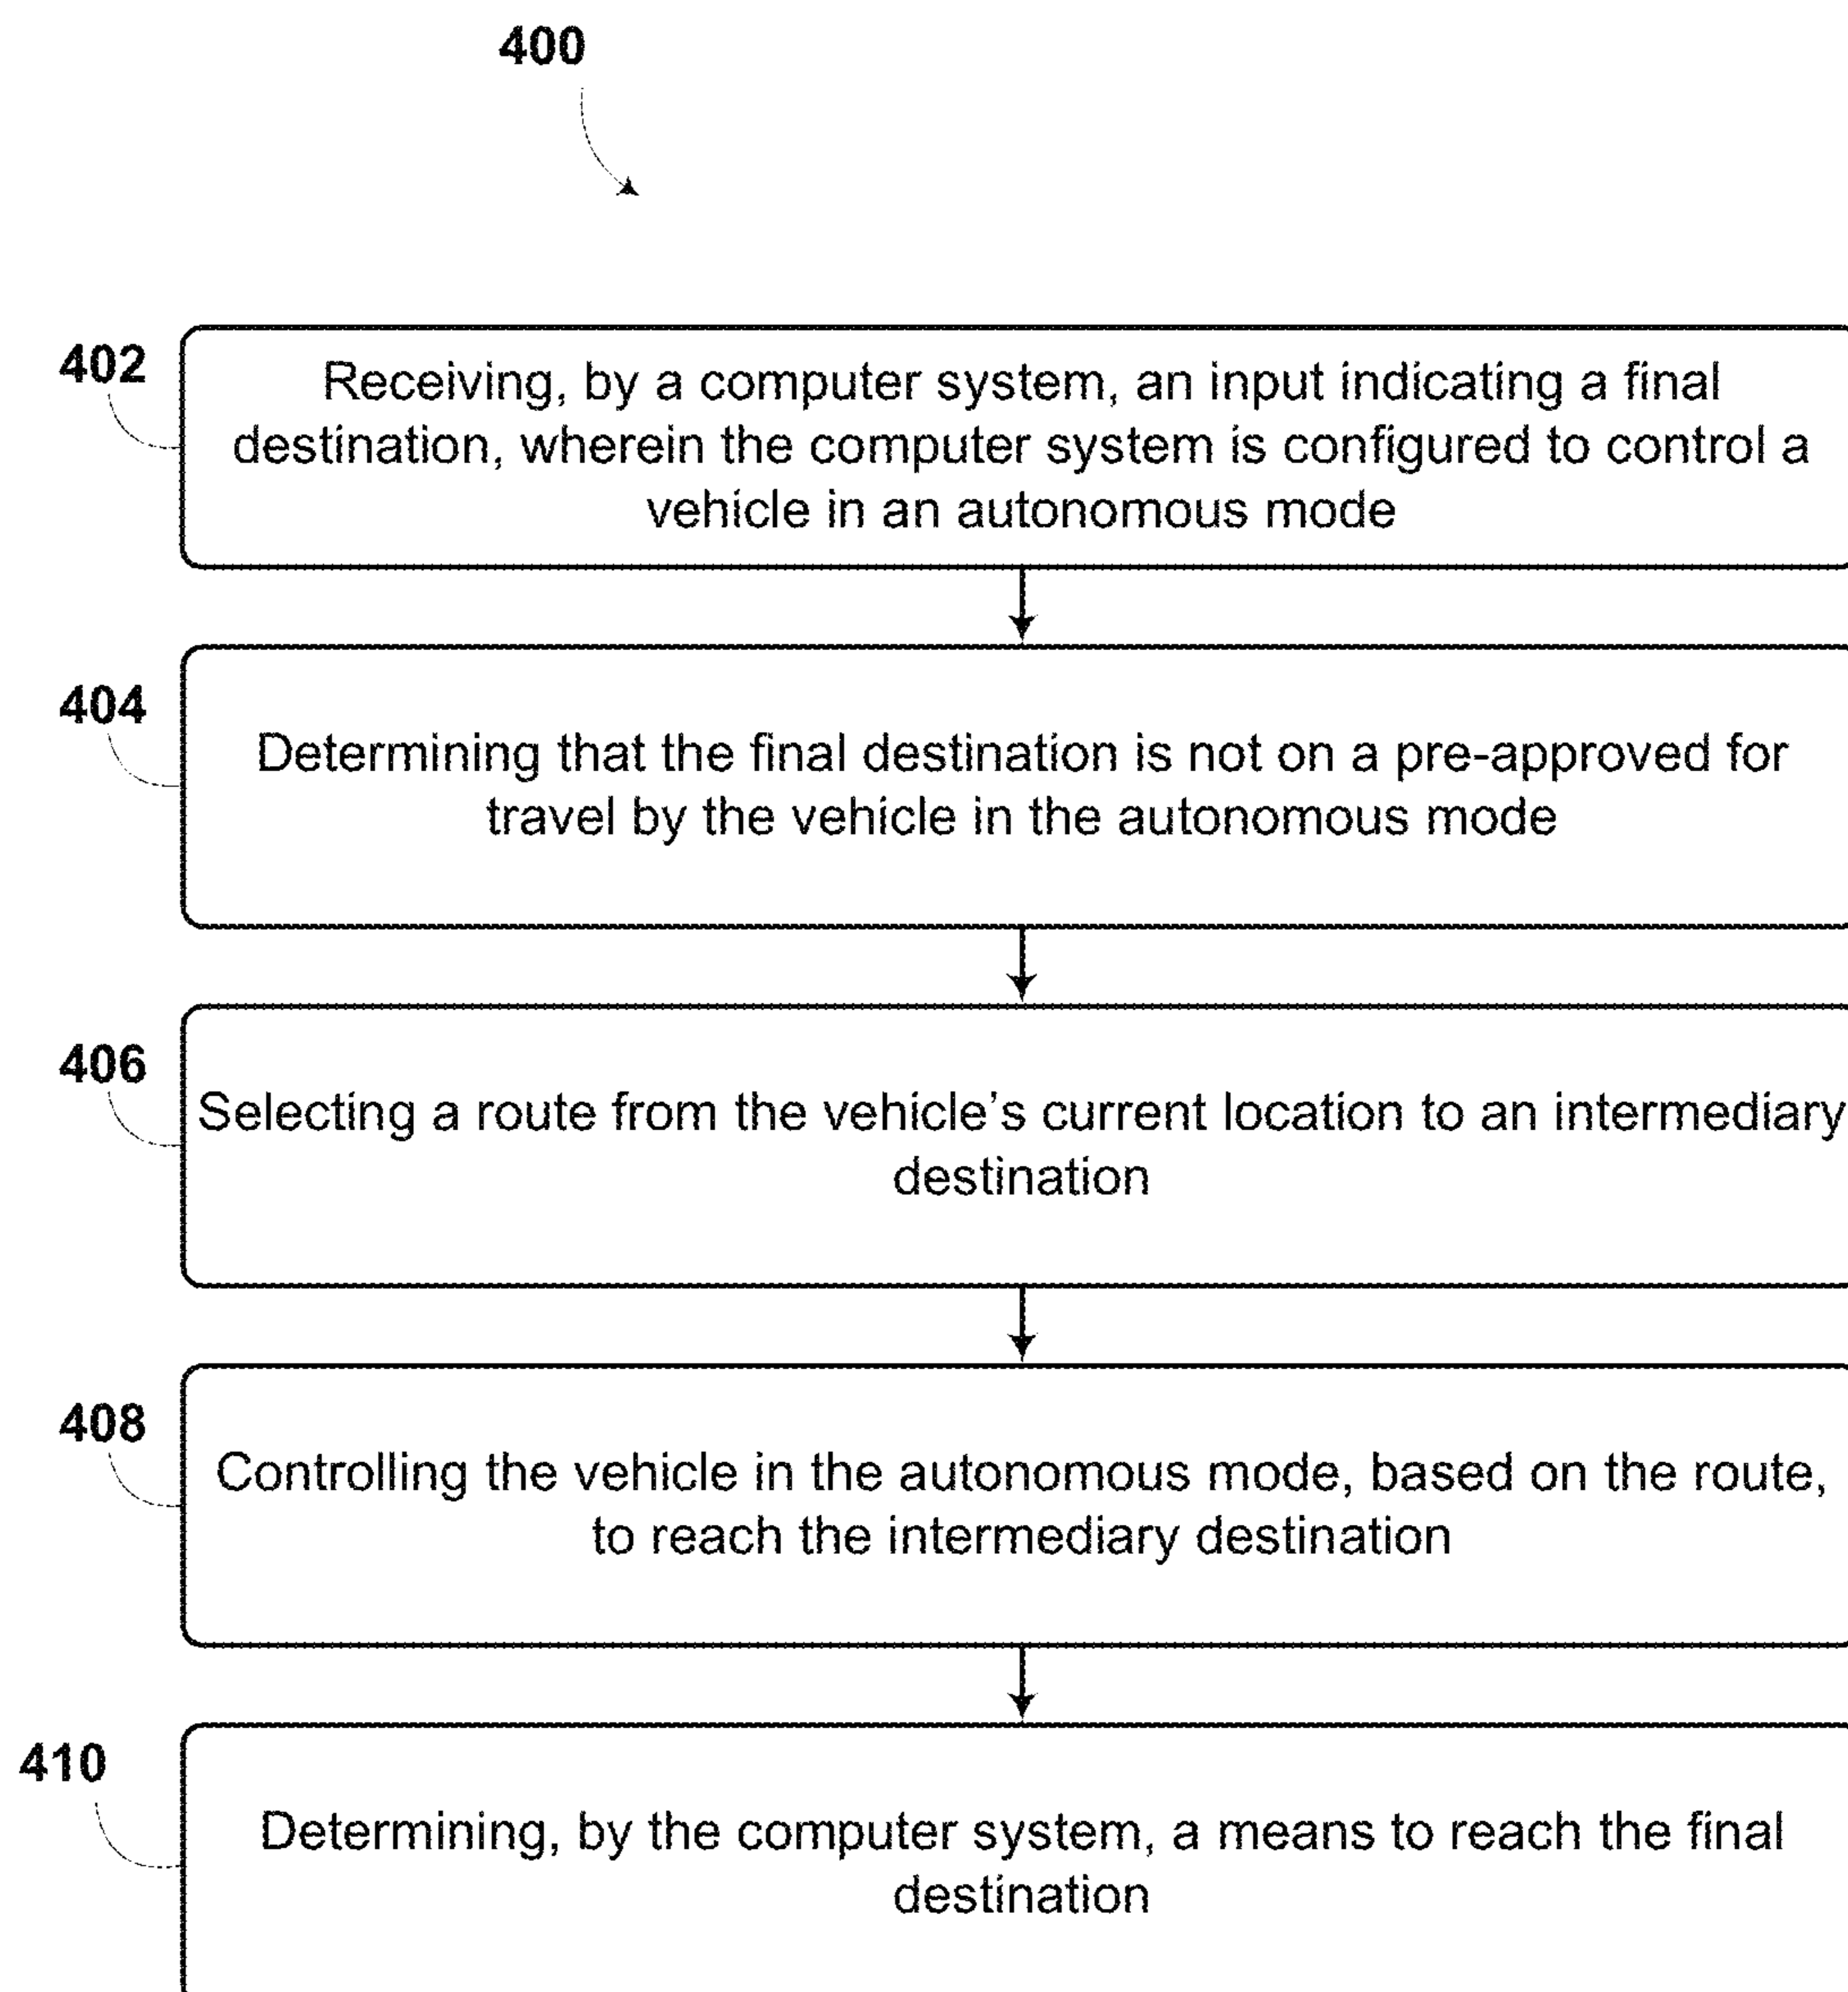 400
402
Receiving, by a computer system, an input indicating a final
destination, wherein the computer system is configured to control a
vehicle in an autonomous mode
404
Determining that the final destination is not on a pre-approved for
travel by the vehicle in the autonomous mode
406
Selecting a route from the vehicle's current location to an intermediary
destination
408
Controlling the vehicle in the autonomous mode, based on the route,
to reach the intermediary destination
410
Determining, by the computer system, a means to reach the final
destination